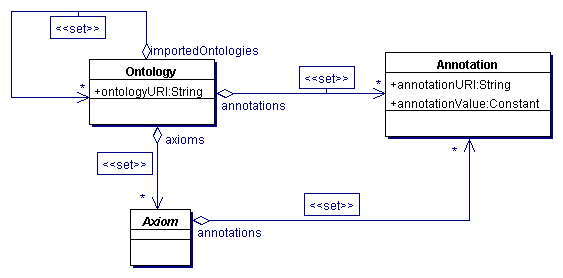 <<set>>
importedOntologies
Ontology
+ontologyURI:String
*
<<set>>
*
annotations
Annotation
+annotationURI:String
+annotationValue:Constant
axioms
<<set>>
*
*
<<set>>
Axiom
annotations